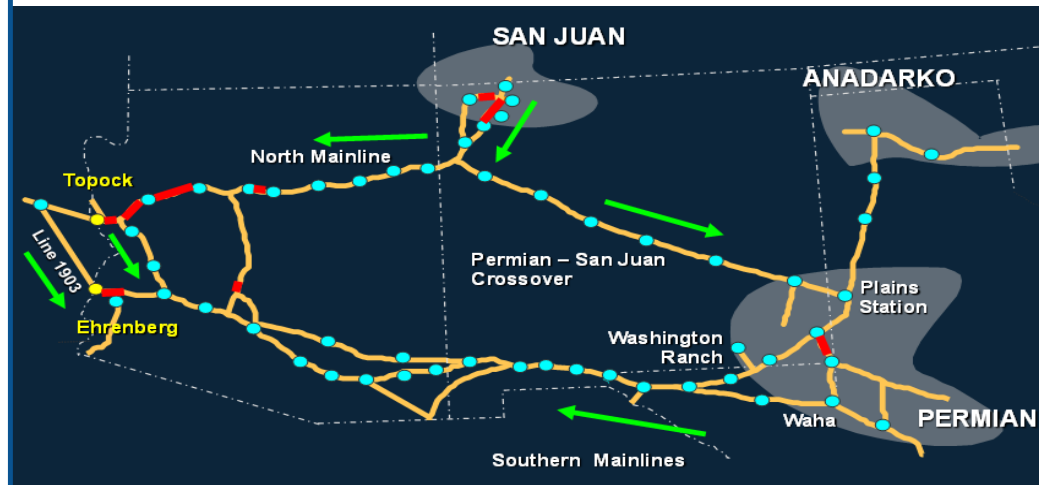 SAN JUAN
ANADARKO
North Mainline
Topock
Line 1903
Permian – San Juan
Crossover
Plains
Station
Ehrenberg
Washington
Ranch
Waha
PERMIAN
Southern Mainlines